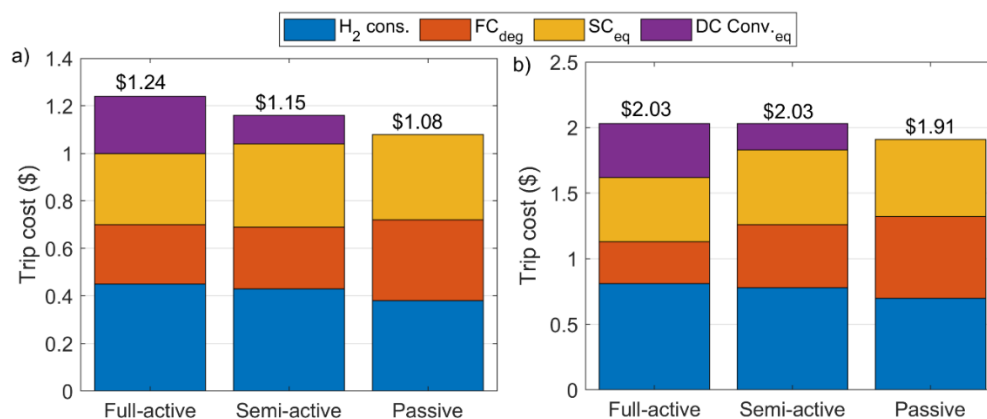 H2 cons. FCdeg SCeq DC Conv.eq
a)
1.4
1.2
1
0.8
0.6
0.4
0.2
0
Trip cost ($)
$1.24
$1.15
$1.08
Full-active Semi-active Passive
b)
2.5
2
1.5
1
0.5
0
Trip cost ($)
$2.03
$2.03
$1.91
Full-active Semi-active Passive